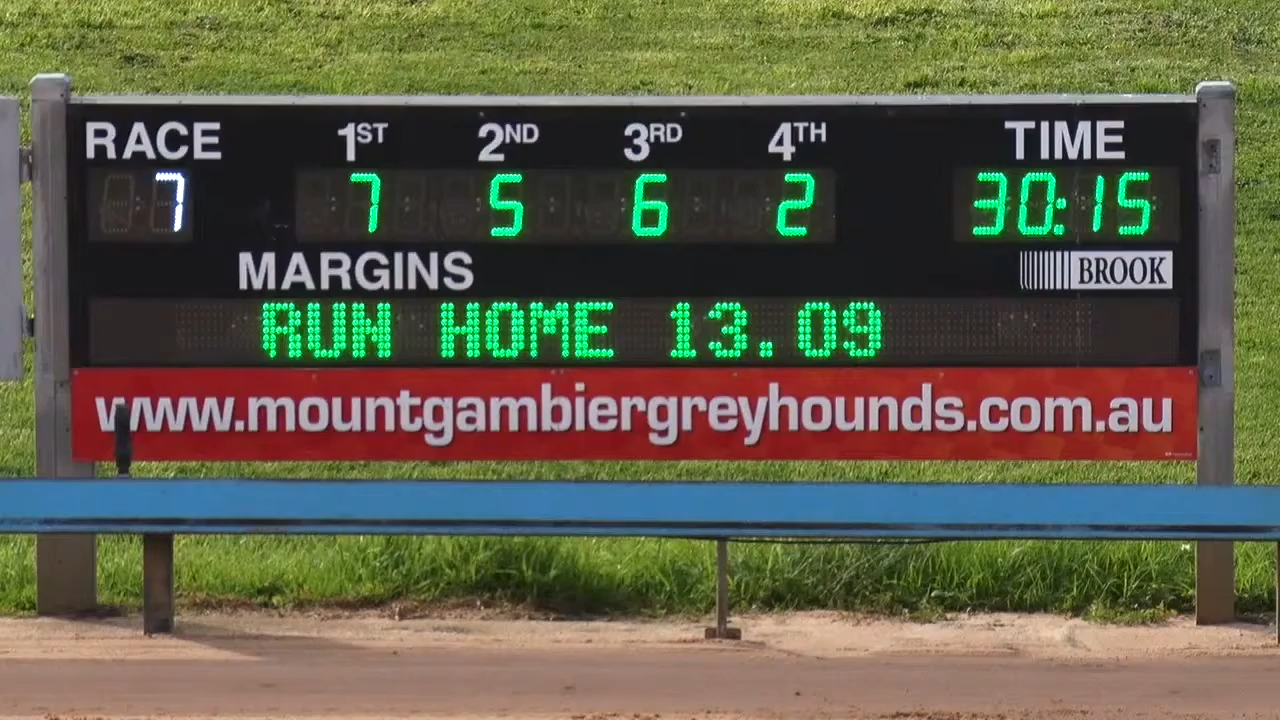 RACE 1ST 2ND 3RD 4TH TIME
7 7 5 6 2 30:15
MARGINS BROOK
RUN HOME 13.09
www.mountgambiergreyhounds.com.au